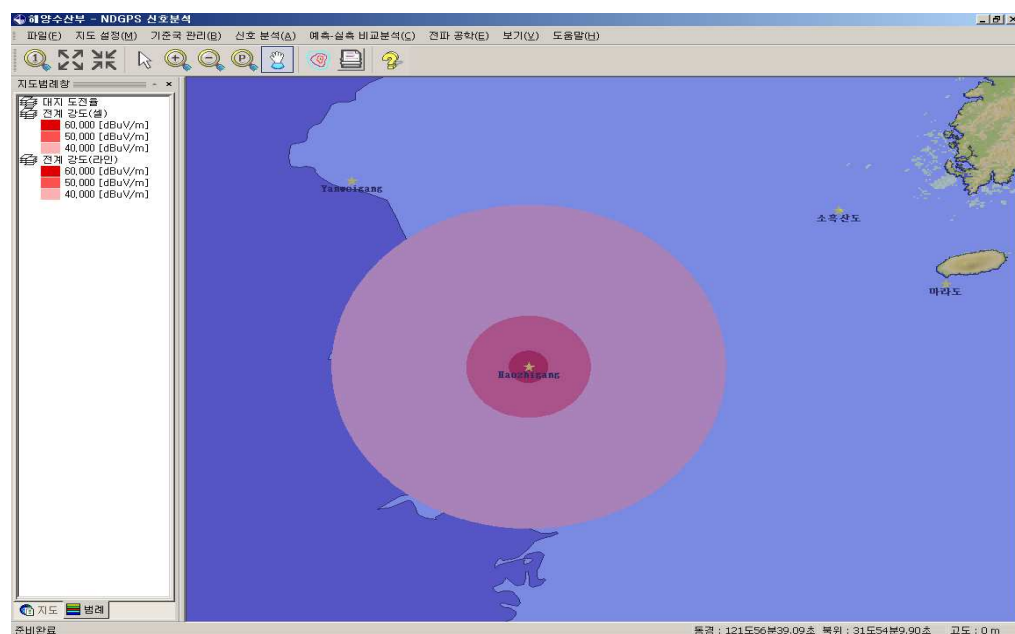 해양수산부 - NDGPS 신호분석
파일(F) 지도 설정(M) 기준국 관리(B) 신호 분석(A) 예측-실측 비교분석(C) 전파 공학(E) 보기(V) 도움말(H)
지도범례창
대지 도전율
전계 강도(셀)
60,000 [dBuV/m]
50,000 [dBuV/m]
40,000 [dBuV/m]
전계 강도(라인)
60,000 [dBuV/m]
50,000 [dBuV/m]
40,000 [dBuV/m]
Yanweigang
소흑산도
마라도
지도 범례
준비완료
동경 : 121도56분39.09초 북위 : 31도54분9.90초 고도 : 0 m